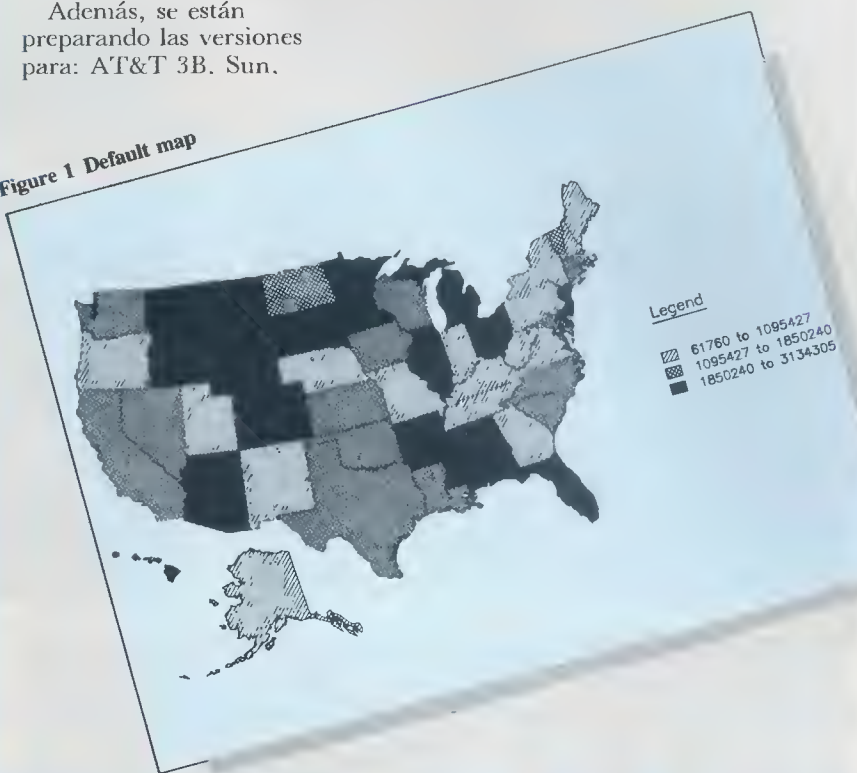 Además, se están
preparando las versiones
para: AT&T 3B. Sun.
Figure 1 Default map
Legend
61760 to 1095427
1095427 to 1850240
1850240 to 3134305